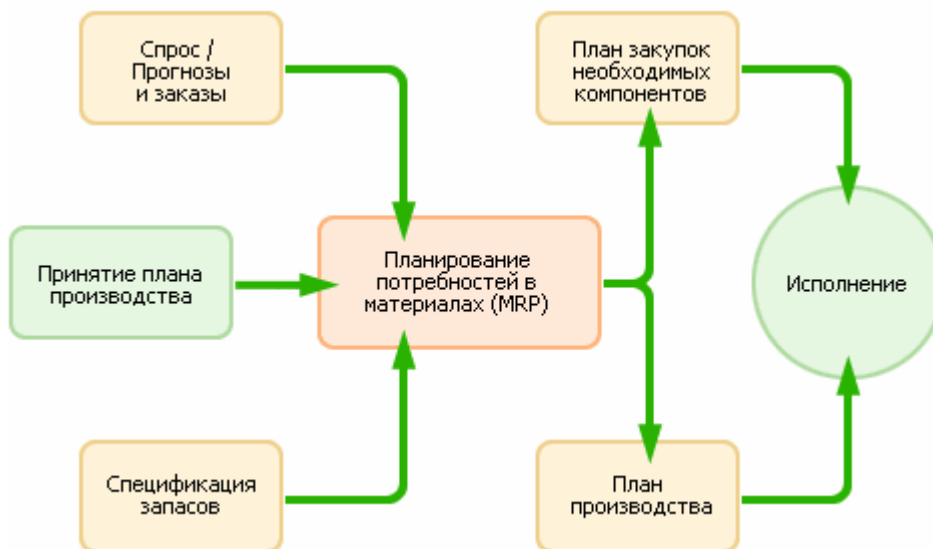 Спрос /
Прогнозы
и заказы
План закупок
необходимых
компонентов
Принятие плана
производства
Планирование
потребностей в
материалах (MRP)
Исполнение
Спецификация
запасов
План
производства